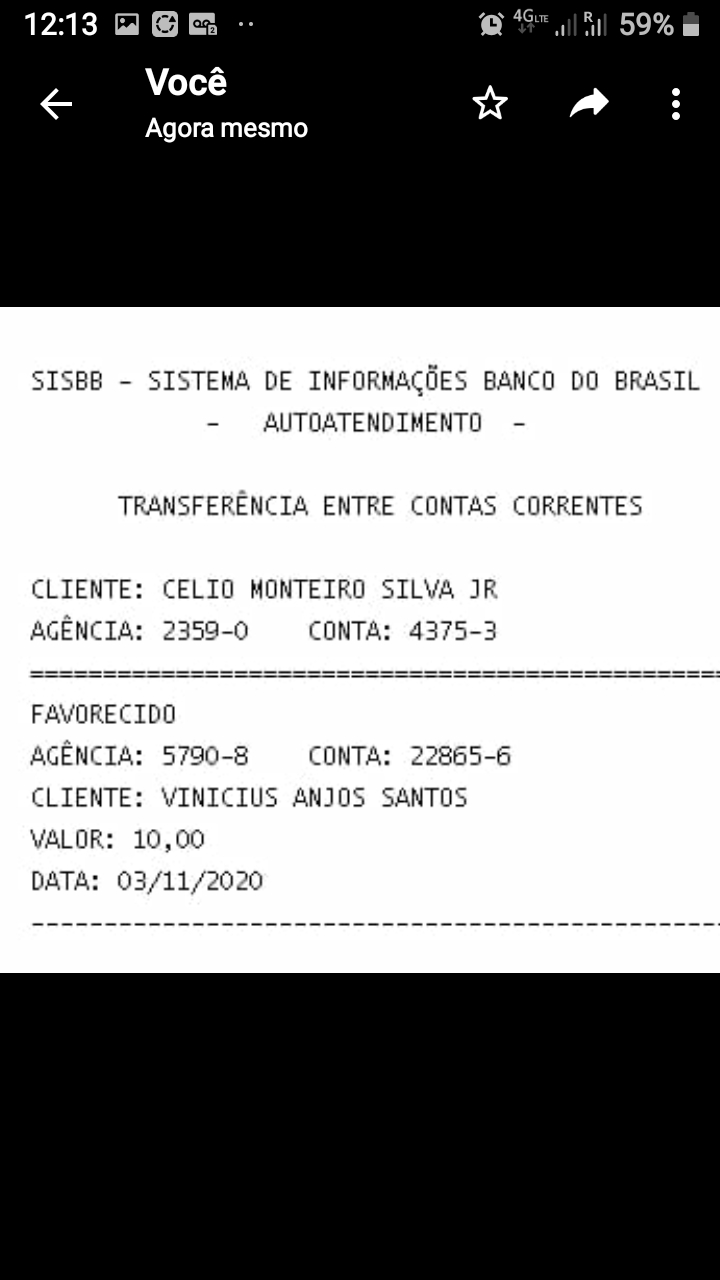 12:13
4G LTE R 59%
Você
Agora mesmo
SISBB - SISTEMA DE INFORMAÇÕES BANCO DO BRASIL
- AUTOATENDIMENTO -
TRANSFERÊNCIA ENTRE CONTAS CORRENTES
CLIENTE: CELIO MONTEIRO SILVA JR
AGÊNCIA: 2359-0 CONTA: 4375-3
================================================
FAVORECIDO
AGÊNCIA: 5790-8 CONTA: 22865-6
CLIENTE: VINICIUS ANJOS SANTOS
VALOR: 10,00
DATA: 03/11/2020
------------------------------------------------